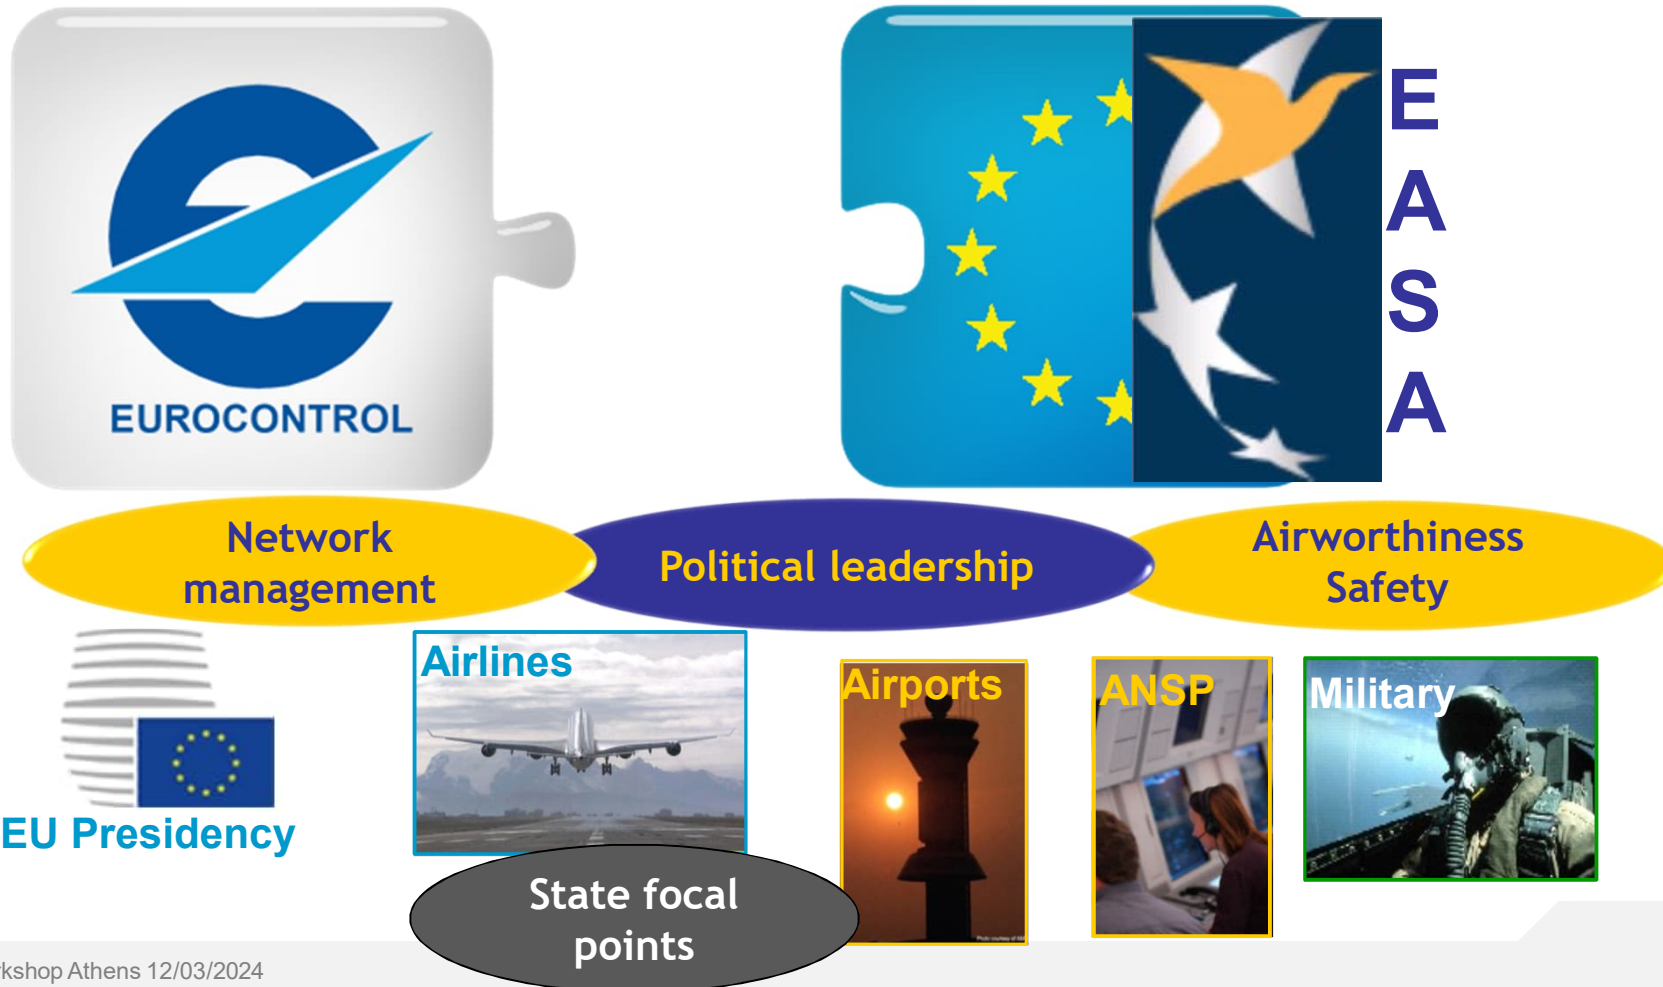 EUROCONTROL
E
A
S
A
Network
management
Political leadership
Airworthiness
Safety
EU Presidency
Airlines
Airports
ANSP
Military
State focal
points
Athens 12/03/2024